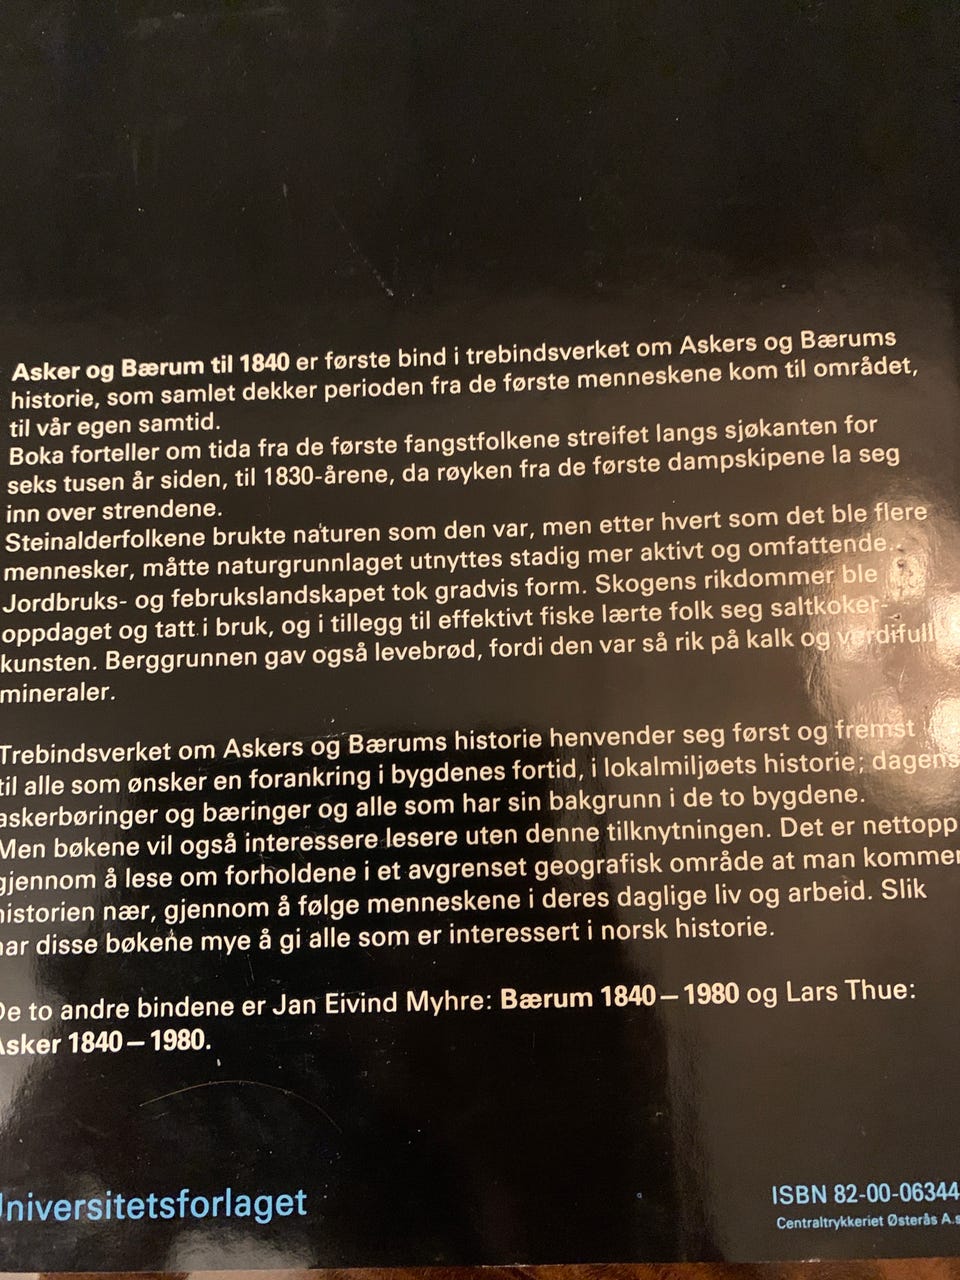 Asker og Bærum til 1840 er første bind i trebindsverket om Askers og Bærums
historie, som samlet dekker perioden fra de første menneskene kom til området,
til vår egen samtid.
Boka forteller om tida fra de første fangstfolkene streifet langs sjøkanten for
seks tusen år siden, til 1830-årene, da røyken fra de første dampskipene la seg
inn over strendene.
Steinalderfolkene brukte naturen som den var, men etter hvert som det ble flere
mennesker, måtte naturgrunnlaget utnyttes stadig mer aktivt og omfattende.
Jordbruks- og februkslandskapet tok gradvis form. Skogens rikdommer ble
oppdaget og tatt i bruk, og i tillegg til effektivt fiske lærte folk seg saltkoker-
kunsten. Berggrunnen gav også levebrød, fordi den var så rik på kalk og verdifull
mineraler.
Trebindsverket om Askers og Bærums historie henvender seg først og fremst
til alle som ønsker en forankring i bygdenes fortid, i lokalmiljøets historie; dagens
askerbøringer og bæringer og alle som har sin bakgrunn i de to bygdene.
Men bøkene vil også interessere lesere uten denne tilknytningen. Det er nettopp
gjennom å lese om forholdene i et avgrenset geografisk område at man kommer
historien nær, gjennom å følge menneskene i deres daglige liv og arbeid. Slik
har disse bøkene mye å gi alle som er interessert i norsk historie.
De to andre bindene er Jan Eivind Myhre: Bærum 1840–1980 og Lars Thue:
Asker 1840–1980.
Universitetsforlaget
ISBN 82-00-06344
Centraltrykkeriet Østerås A.s